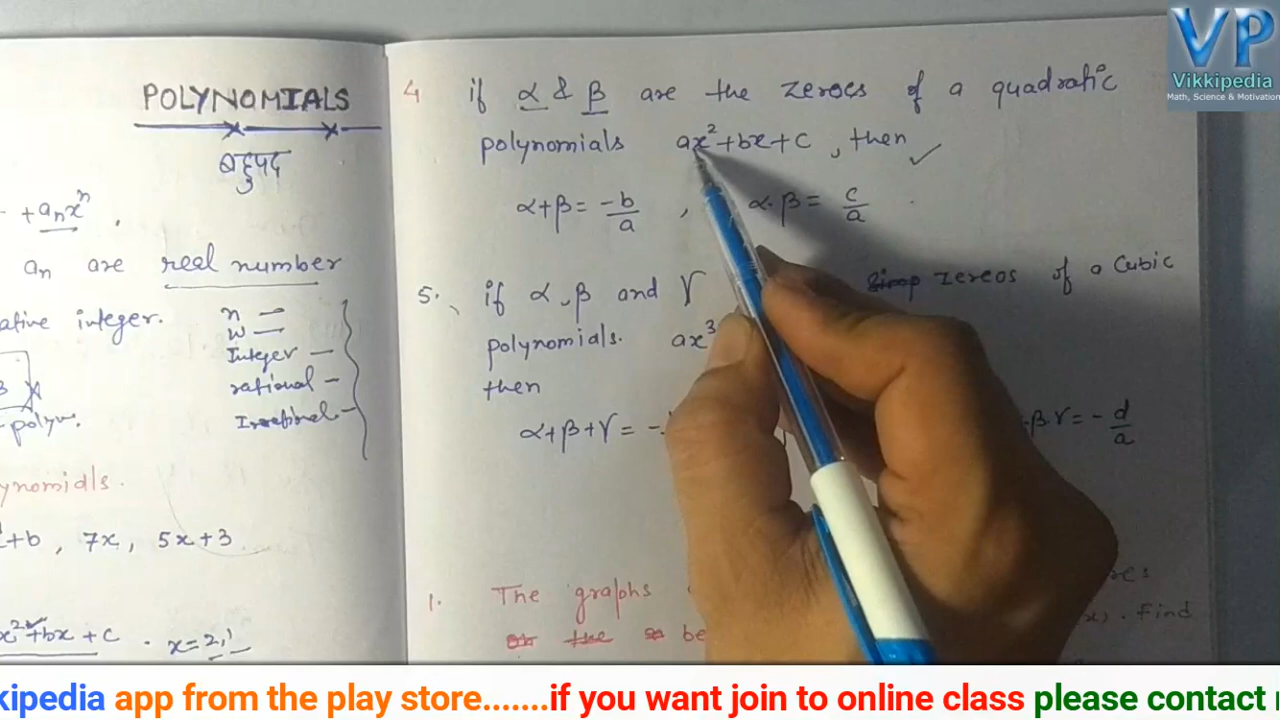 POLYNOMIALS
बहुपद
+ aₙxⁿ .
aₙ are real number
ative integer.
n —
W —
Integer —
rational —
Irrational —
polyn.
ynomials.
+b , 7x, 5x+3
x²+bx+c . x=2,1
4 if α & β are the zeroes of a quadratic
polynomials ax²+bx+c , then ✓
α+β = -b/a , α.β = c/a
5. if α, β and γ zereos of a Cubic
polynomials. ax³
then
α+β+γ = - β.γ = - d/a
1. The graphs
be Find
VP
Vikkipedia
Math, Science & Motivation
kipedia app from the play store.......if you want join to online class please contact